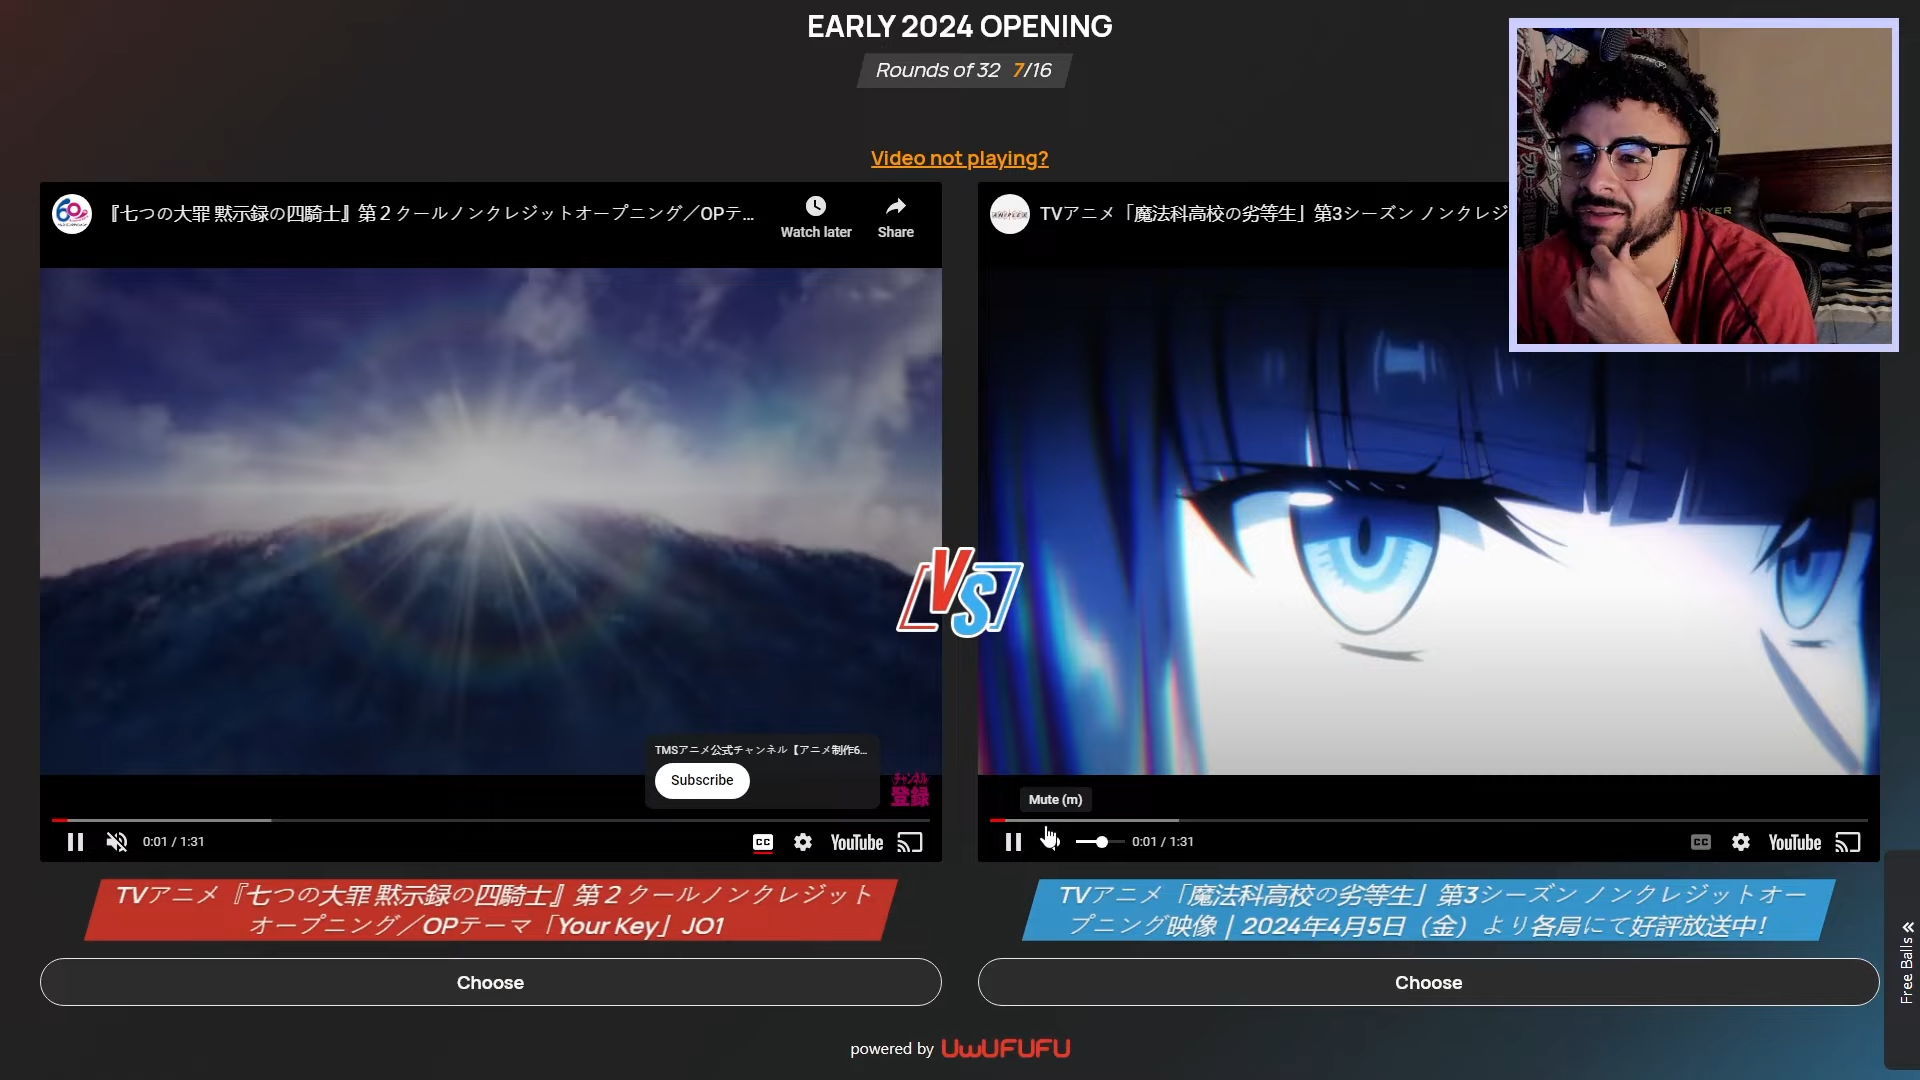 EARLY 2024 OPENING
Rounds of 32 7/16
Video not playing?
『七つの大罪 黙示録の四騎士』第２クールノンクレジットオープニング／OPテ...
Watch later
Share
TVアニメ「魔法科高校の劣等生」第3シーズン ノンクレジ
VS
TMSアニメ公式チャンネル【アニメ制作6...
Subscribe
チャンネル
登録
0:01 / 1:31
CC
YouTube
Mute (m)
0:01 / 1:31
CC
YouTube
TVアニメ『七つの大罪 黙示録の四騎士』第２クールノンクレジット
オープニング／OPテーマ「Your Key」JO1
TVアニメ「魔法科高校の劣等生」第3シーズン ノンクレジットオー
プニング映像｜2024年4月5日（金）より各局にて好評放送中！
Choose
Choose
Free Balls
powered by UwUFUFU